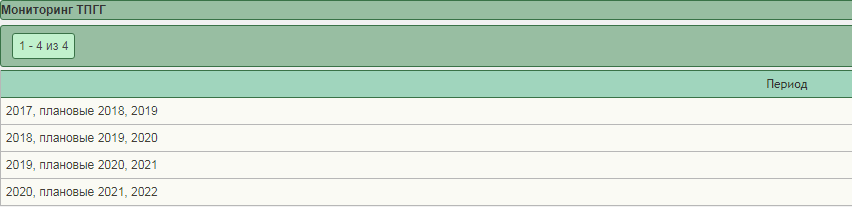 Мониторинг ТПГГ
1 - 4 из 4
Период
2017, плановые 2018, 2019
2018, плановые 2019, 2020
2019, плановые 2020, 2021
2020, плановые 2021, 2022